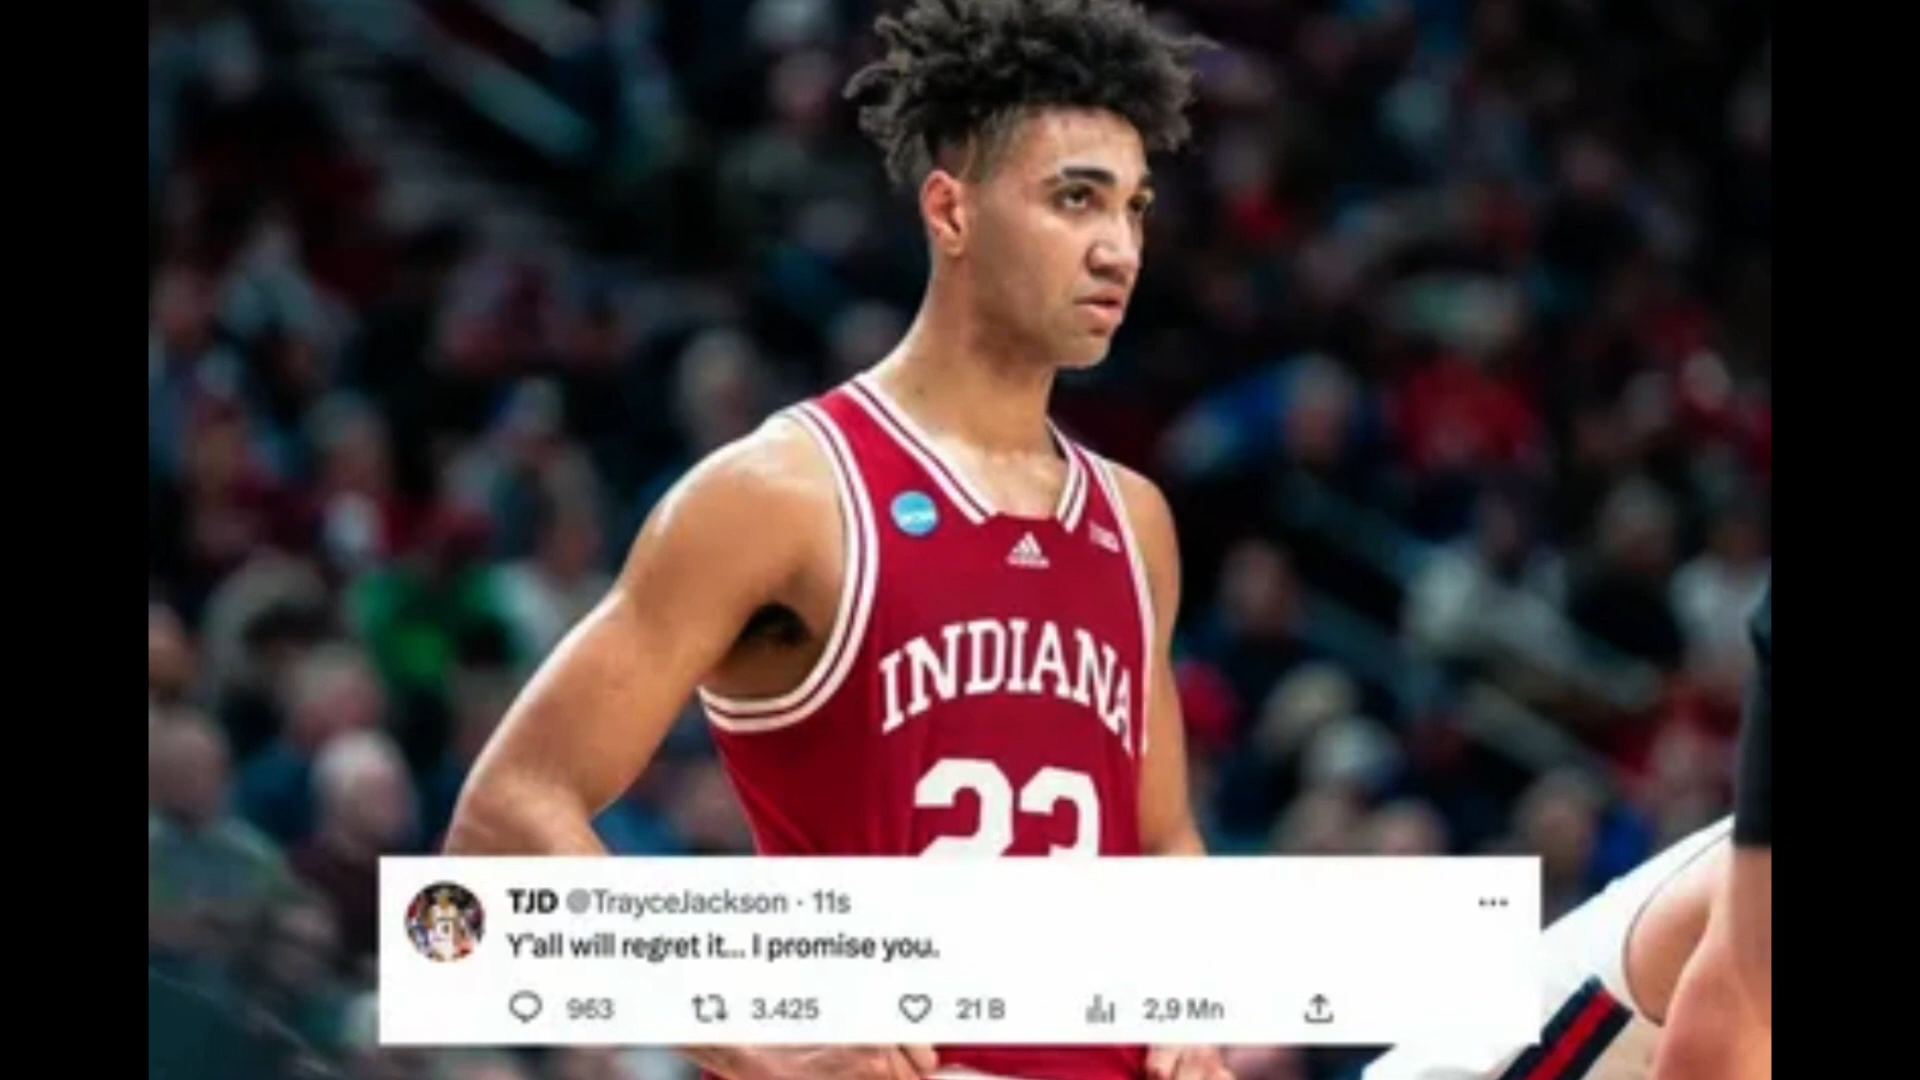 INDIANA
23
TJD @TrayceJackson · 11s
Y'all will regret it... I promise you.
963 3.425 21 B 2,9 Mn